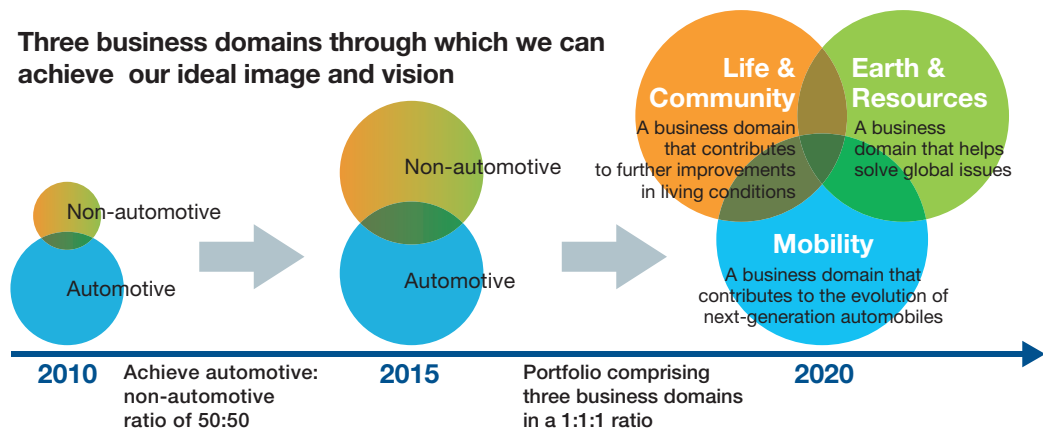 Three business domains through which we can
achieve our ideal image and vision
Non-automotive
Automotive
Non-automotive
Automotive
Life &
Community
A business domain
that contributes
to further improvements
in living conditions
Earth &
Resources
A business
domain that helps
solve global issues
Mobility
A business domain that
contributes to the evolution of
next-generation automobiles
2010
Achieve automotive:
non-automotive
ratio of 50:50
2015
Portfolio comprising
three business domains
in a 1:1:1 ratio
2020